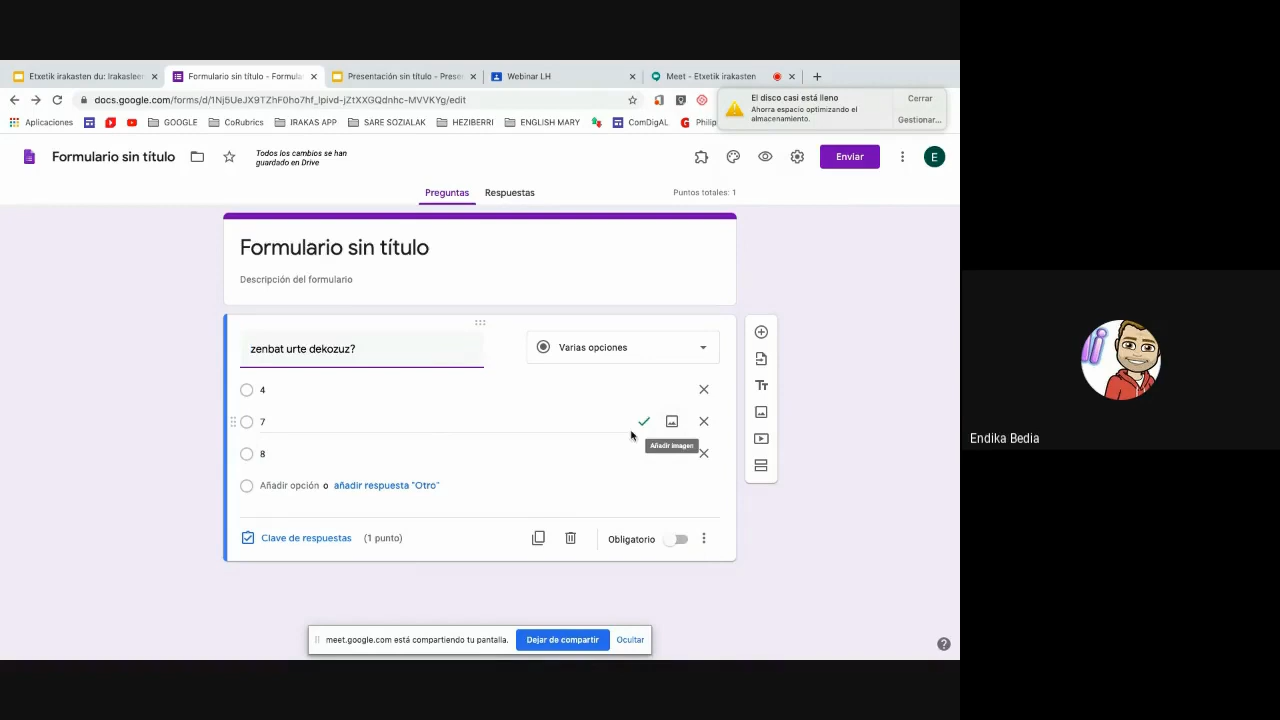 Etxetik irakasten du: Irakasleen
Formulario sin título - Formula
Presentación sin título - Prese
Webinar LH
Meet - Etxetik irakasten
docs.google.com/forms/d/1Nj5UeJX9TZhF0ho7hf_lpivd-jZtXXGQdnhc-MVVKYg/edit
El disco casi está lleno
Ahorra espacio optimizando el
almacenamiento.
Cerrar
Gestionar...
Aplicaciones
GOOGLE
CoRubrics
IRAKAS APP
SARE SOZIALAK
HEZIBERRI
ENGLISH MARY
ComDigAL
Philip
Formulario sin título
Todos los cambios se han
guardado en Drive
Enviar
E
Preguntas
Respuestas
Puntos totales: 1
Formulario sin título
Descripción del formulario
zenbat urte dekozuz?
Varias opciones
4
7
Añadir imagen
8
Añadir opción o añadir respuesta "Otro"
Clave de respuestas (1 punto)
Obligatorio
meet.google.com está compartiendo tu pantalla.
Dejar de compartir
Ocultar
Endika Bedia